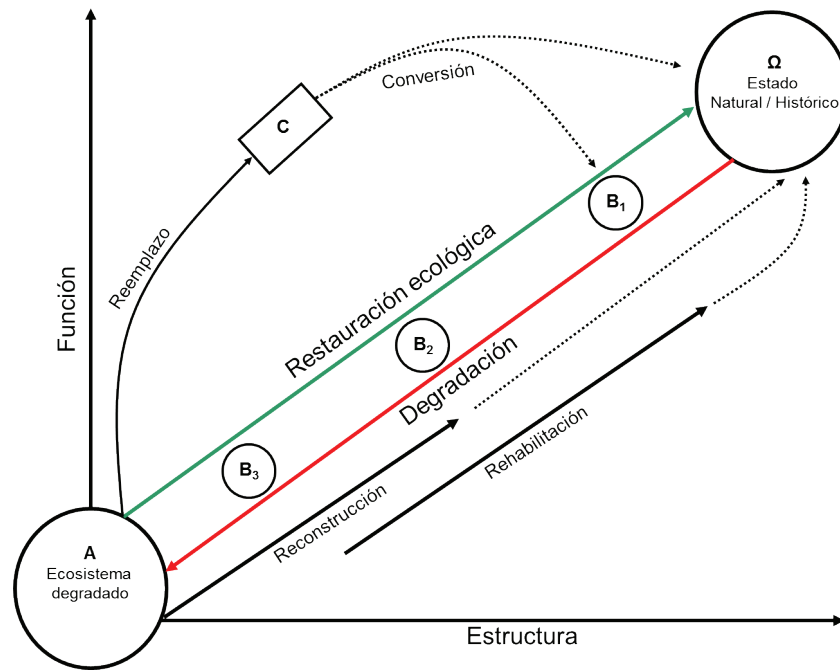 Ω
Estado
Natural / Histórico
Conversión
C
B₁
Reemplazo
Función
Restauración ecológica
B₂
Degradación
B₃
Rehabilitación
Reconstrucción
A
Ecosistema
degradado
Estructura